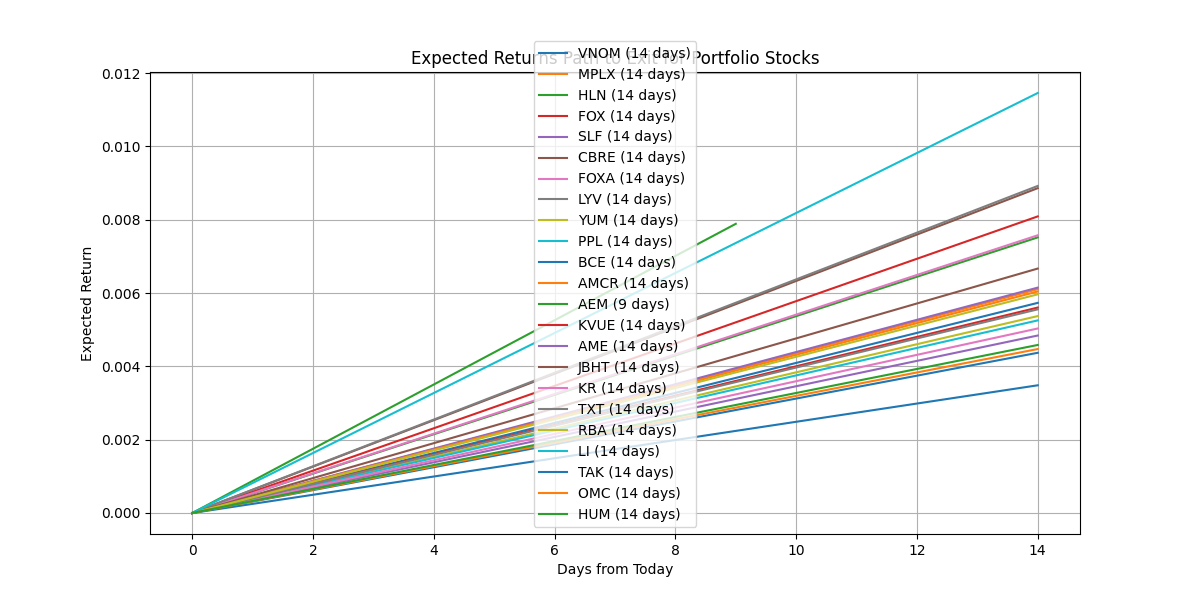 Expected Returns Path to Exit for Portfolio Stocks
VNOM (14 days)
MPLX (14 days)
HLN (14 days)
FOX (14 days)
SLF (14 days)
CBRE (14 days)
FOXA (14 days)
LYV (14 days)
YUM (14 days)
PPL (14 days)
BCE (14 days)
AMCR (14 days)
AEM (9 days)
KVUE (14 days)
AME (14 days)
JBHT (14 days)
KR (14 days)
TXT (14 days)
RBA (14 days)
LI (14 days)
TAK (14 days)
OMC (14 days)
HUM (14 days)
Expected Return
0.012
0.010
0.008
0.006
0.004
0.002
0.000
0 2 4 6 8 10 12 14
Days from Today